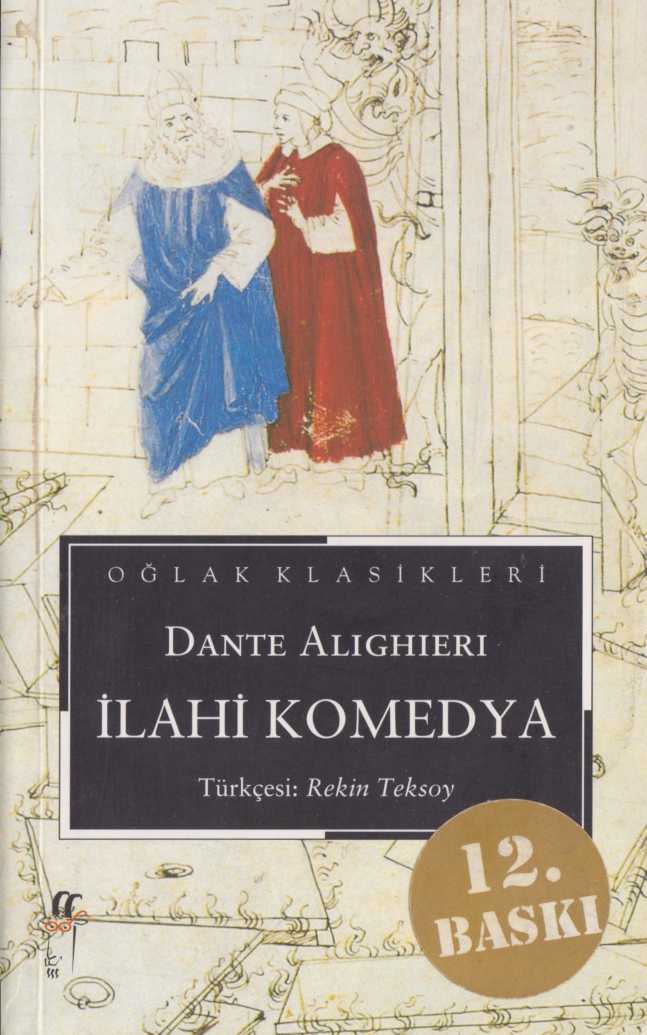 OĞLAK KLASİKLERİ
DANTE ALIGHIERI
İLAHİ KOMEDYA
Türkçesi: Rekin Teksoy
12.
BASKI